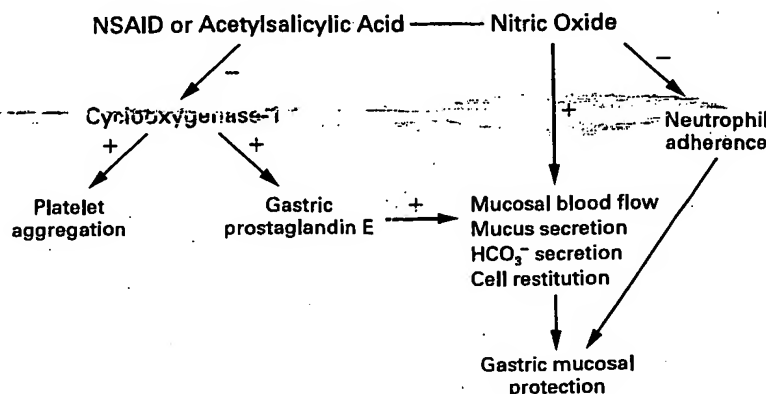 NSAID or Acetylsalicylic Acid — Nitric Oxide
−
−
+
Cyclooxygenase-1
Neutrophil
adherence
+
+
Platelet
aggregation
Gastric
prostaglandin E
+
Mucosal blood flow
Mucus secretion
HCO₃⁻ secretion
Cell restitution
Gastric mucosal
protection